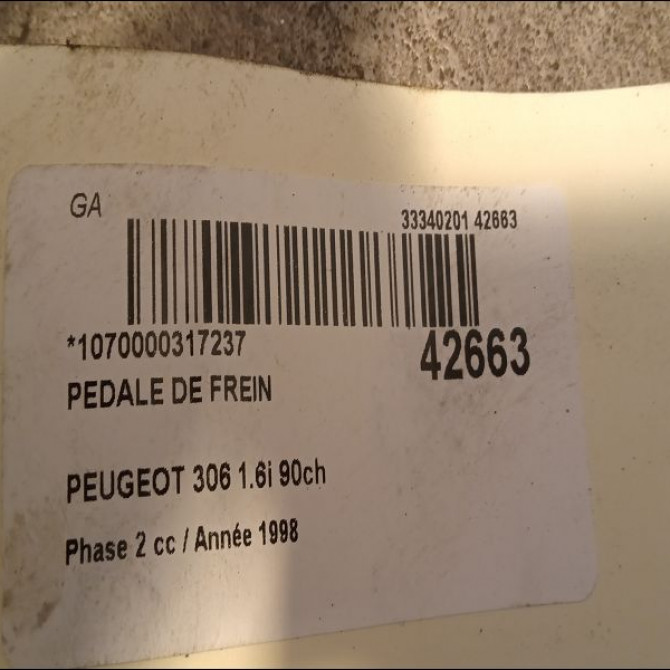 GA
33340201 42663
*1070000317237
42663
PEDALE DE FREIN
PEUGEOT 306 1.6i 90ch
Phase 2 cc / Année 1998